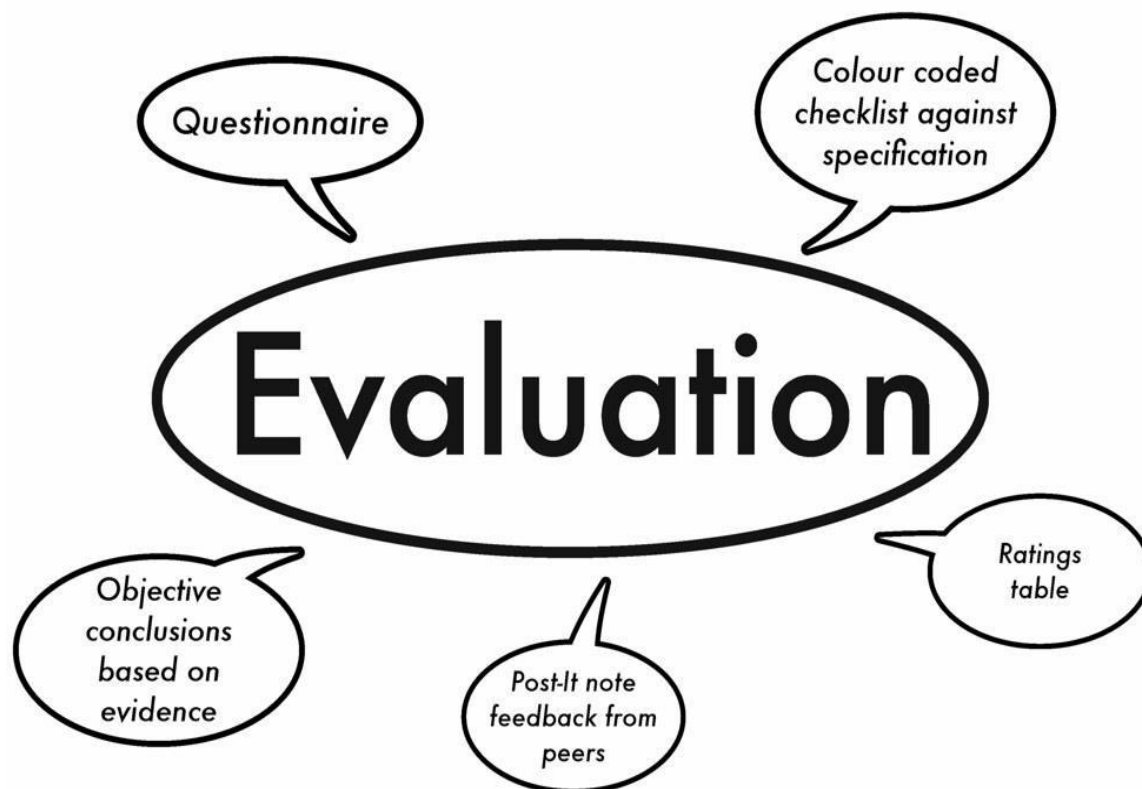 Questionnaire
Colour coded
checklist against
specification
Evaluation
Objective
conclusions
based on
evidence
Post-It note
feedback from
peers
Ratings
table